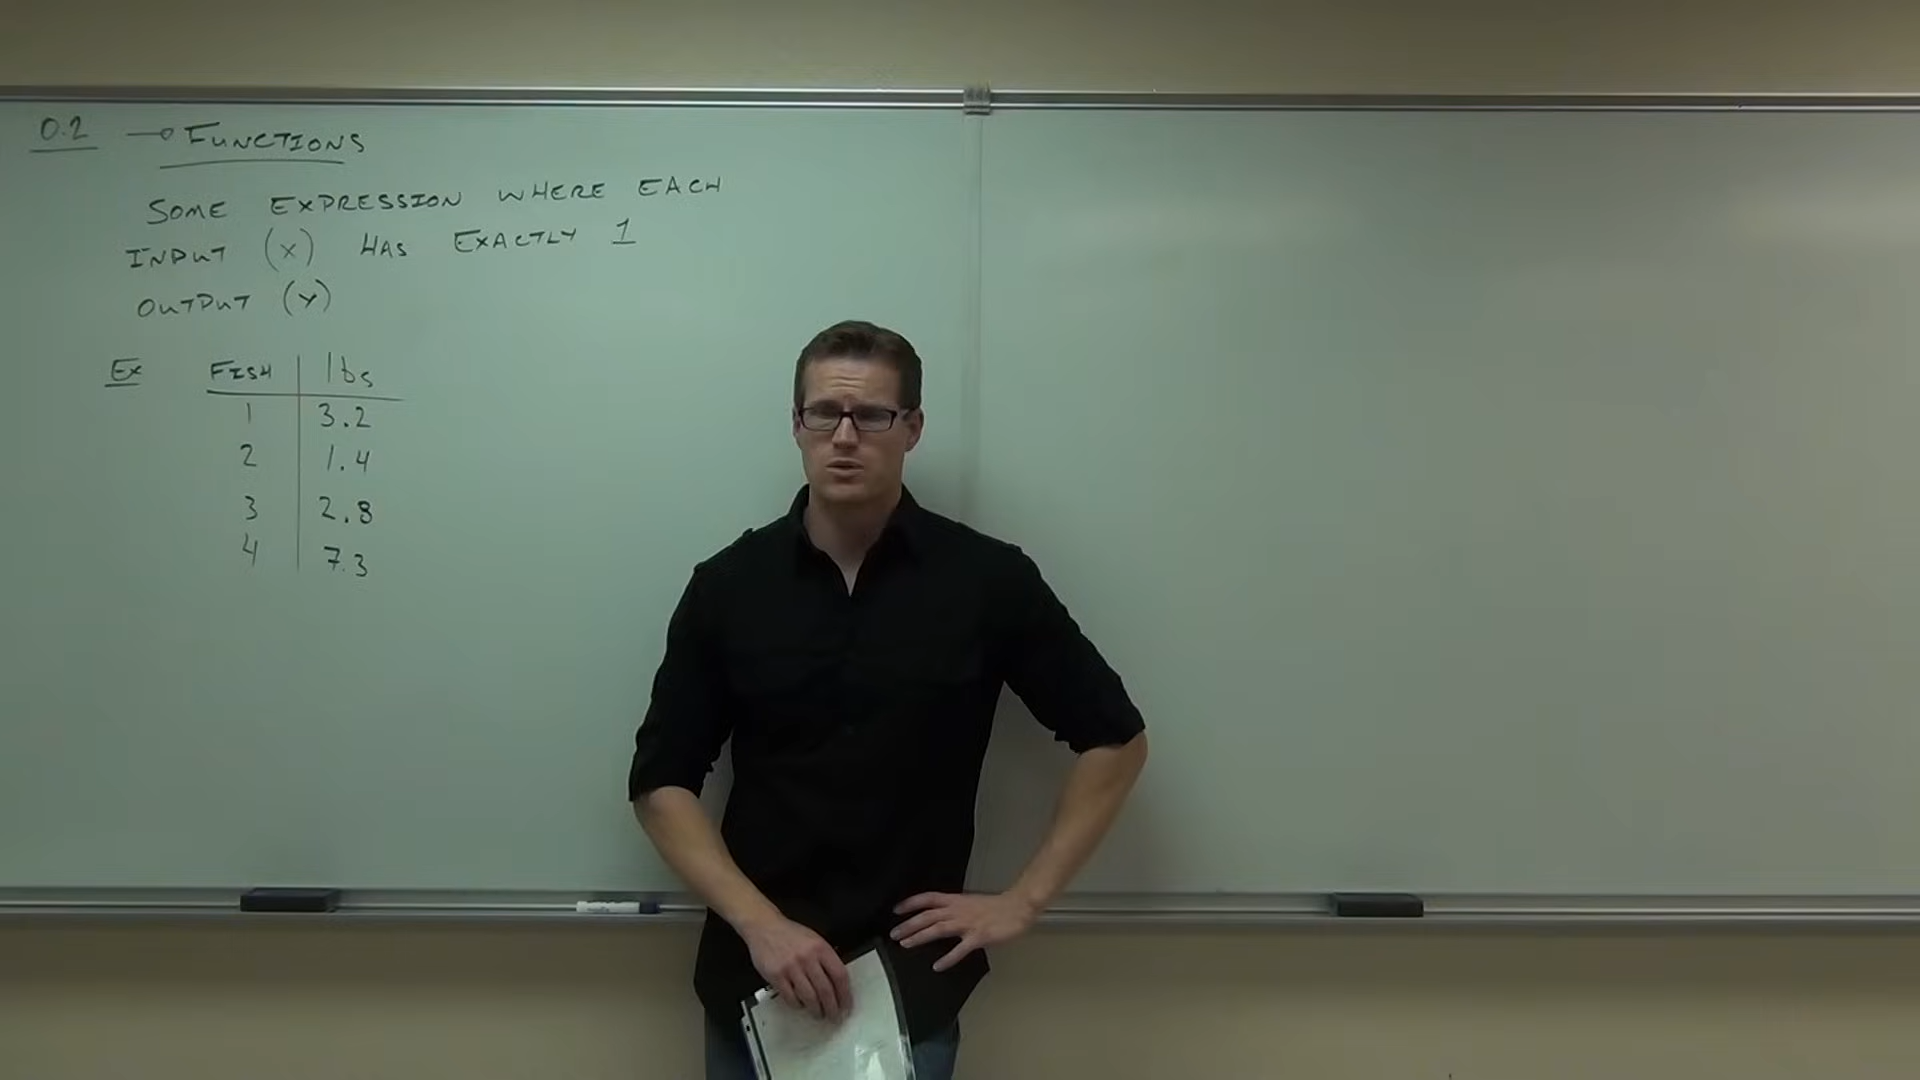 0.2 → FUNCTIONS
SOME EXPRESSION WHERE EACH
INPUT (X) HAS EXACTLY 1
OUTPUT (Y)
Ex FISH lbs
1 3.2
2 1.4
3 2.8
4 7.3